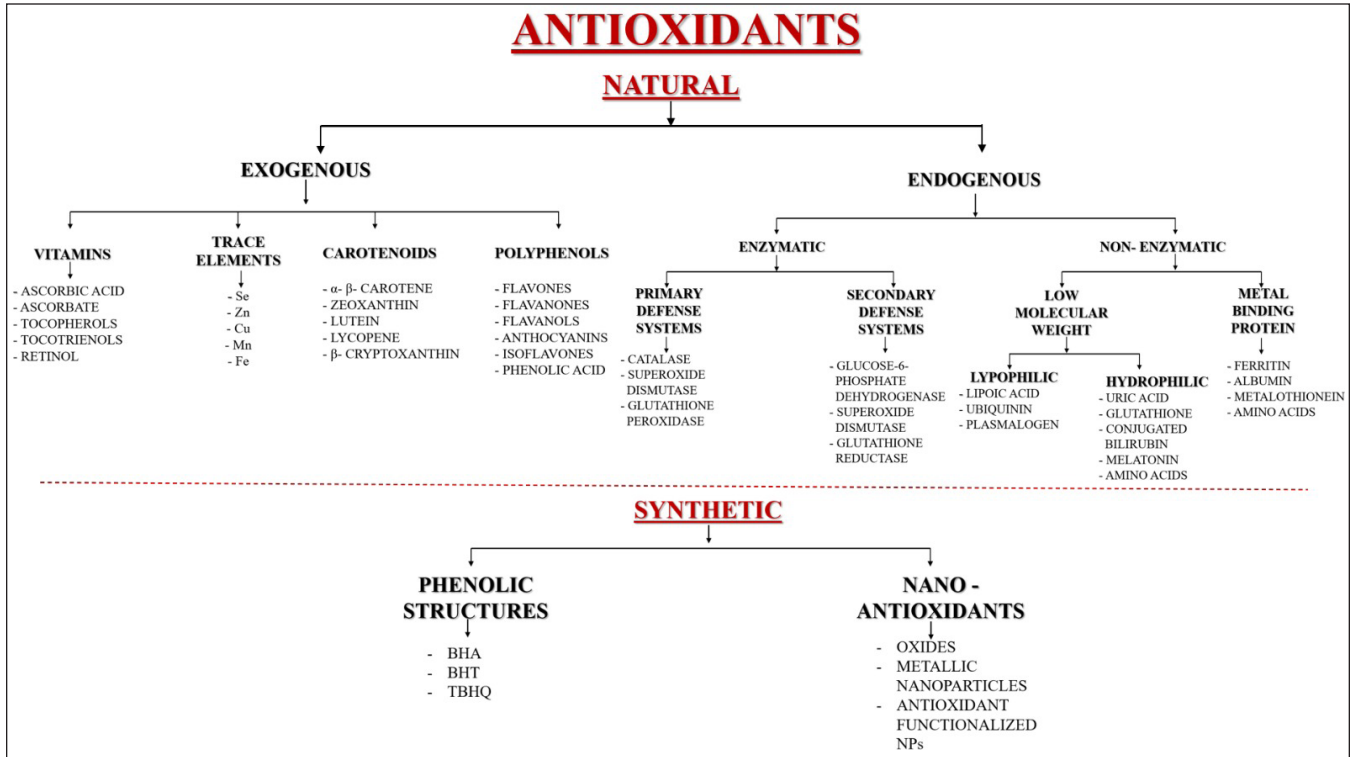 ANTIOXIDANTS
NATURAL
EXOGENOUS
VITAMINS
- ASCORBIC ACID
- ASCORBATE
- TOCOPHEROLS
- TOCOTRIENOLS
- RETINOL
TRACE
ELEMENTS
- Se
- Zn
- Cu
- Mn
- Fe
CAROTENOIDS
- α- β- CAROTENE
- ZEOXANTHIN
- LUTEIN
- LYCOPENE
- β- CRYPTOXANTHIN
POLYPHENOLS
- FLAVONES
- FLAVANONES
- FLAVANOLS
- ANTHOCYANINS
- ISOFLAVONES
- PHENOLIC ACID
ENDOGENOUS
ENZYMATIC
PRIMARY
DEFENSE
SYSTEMS
- CATALASE
- SUPEROXIDE
DISMUTASE
- GLUTATHIONE
PEROXIDASE
SECONDARY
DEFENSE
SYSTEMS
- GLUCOSE-6-
PHOSPHATE
DEHYDROGENASE
- SUPEROXIDE
DISMUTASE
- GLUTATHIONE
REDUCTASE
NON- ENZYMATIC
LOW
MOLECULAR
WEIGHT
LYPOPHILIC
- LIPOIC ACID
- UBIQUININ
- PLASMALOGEN
HYDROPHILIC
- URIC ACID
- GLUTATHIONE
- CONJUGATED
BILIRUBIN
- MELATONIN
- AMINO ACIDS
METAL
BINDING
PROTEIN
- FERRITIN
- ALBUMIN
- METALOTHIONEIN
- AMINO ACIDS
SYNTHETIC
PHENOLIC
STRUCTURES
- BHA
- BHT
- TBHQ
NANO -
ANTIOXIDANTS
- OXIDES
- METALLIC
NANOPARTICLES
- ANTIOXIDANT
FUNCTIONALIZED
NPs